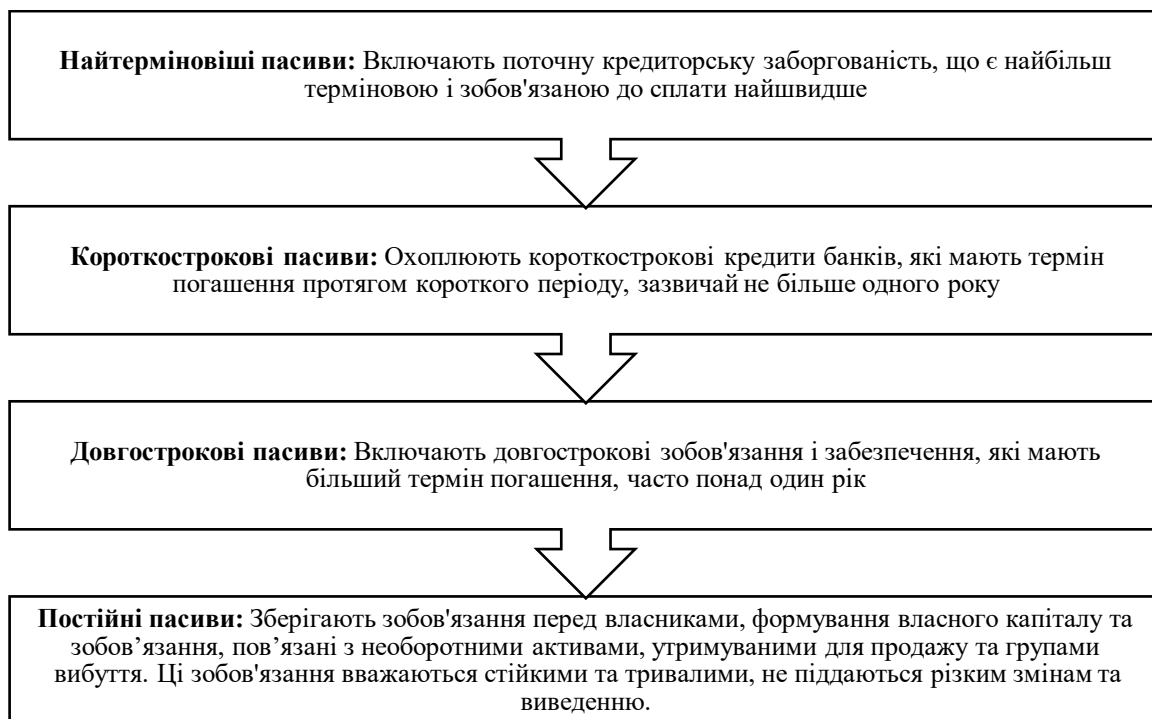 Найтерміновіші пасиви: Включають поточну кредиторську заборгованість, що є найбільш
терміновою і зобов'язаною до сплати найшвидше
Короткострокові пасиви: Охоплюють короткострокові кредити банків, які мають термін
погашення протягом короткого періоду, зазвичай не більше одного року
Довгострокові пасиви: Включають довгострокові зобов'язання і забезпечення, які мають
більший термін погашення, часто понад один рік
Постійні пасиви: Зберігають зобов'язання перед власниками, формування власного капіталу та
зобов’язання, пов’язані з необоротними активами, утримуваними для продажу та групами
вибуття. Ці зобов'язання вважаються стійкими та тривалими, не піддаються різким змінам та
виведенню.